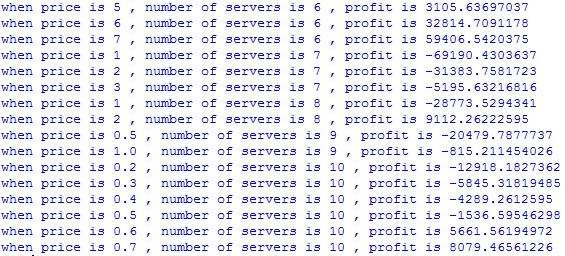 when price is 5 , number of servers is 6 , profit is 3105.63697037
when price is 6 , number of servers is 6 , profit is 32814.7091178
when price is 7 , number of servers is 6 , profit is 59406.5420375
when price is 1 , number of servers is 7 , profit is -69190.4303637
when price is 2 , number of servers is 7 , profit is -31383.7581723
when price is 3 , number of servers is 7 , profit is -5195.63216816
when price is 1 , number of servers is 8 , profit is -28773.5294341
when price is 2 , number of servers is 8 , profit is 9112.26222595
when price is 0.5 , number of servers is 9 , profit is -20479.7877737
when price is 1.0 , number of servers is 9 , profit is -815.211454026
when price is 0.2 , number of servers is 10 , profit is -12918.1827362
when price is 0.3 , number of servers is 10 , profit is -5845.31819485
when price is 0.4 , number of servers is 10 , profit is -4289.2612595
when price is 0.5 , number of servers is 10 , profit is -1536.59546298
when price is 0.6 , number of servers is 10 , profit is 5661.56194972
when price is 0.7 , number of servers is 10 , profit is 8079.46561226